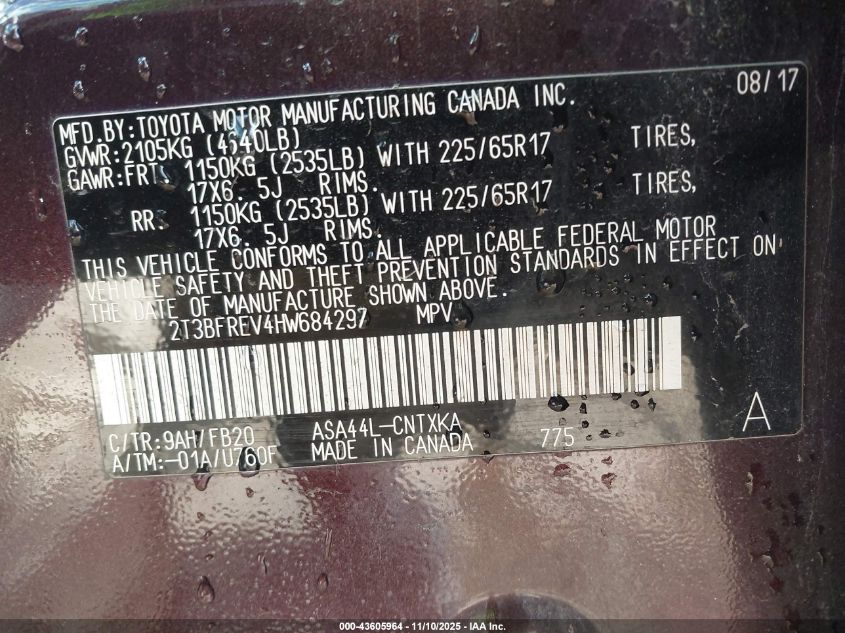 08/17
MFD.BY:TOYOTA MOTOR MANUFACTURING CANADA INC.
GVWR:2105KG (4640LB)
GAWR:FRT 1150KG (2535LB) WITH 225/65R17 TIRES,
17X6.5J RIMS.
RR: 1150KG (2535LB) WITH 225/65R17 TIRES,
17X6.5J RIMS.
THIS VEHICLE CONFORMS TO ALL APPLICABLE FEDERAL MOTOR
VEHICLE SAFETY AND THEFT PREVENTION STANDARDS IN EFFECT ON
THE DATE OF MANUFACTURE SHOWN ABOVE.
2T3BFREV4HW684297 MPV
C/TR:9AH/FB20 ASA44L-CNTXKA 775 A
A/TM:-01A/U760F MADE IN CANADA
000-43605964 - 11/10/2025 - IAA Inc.